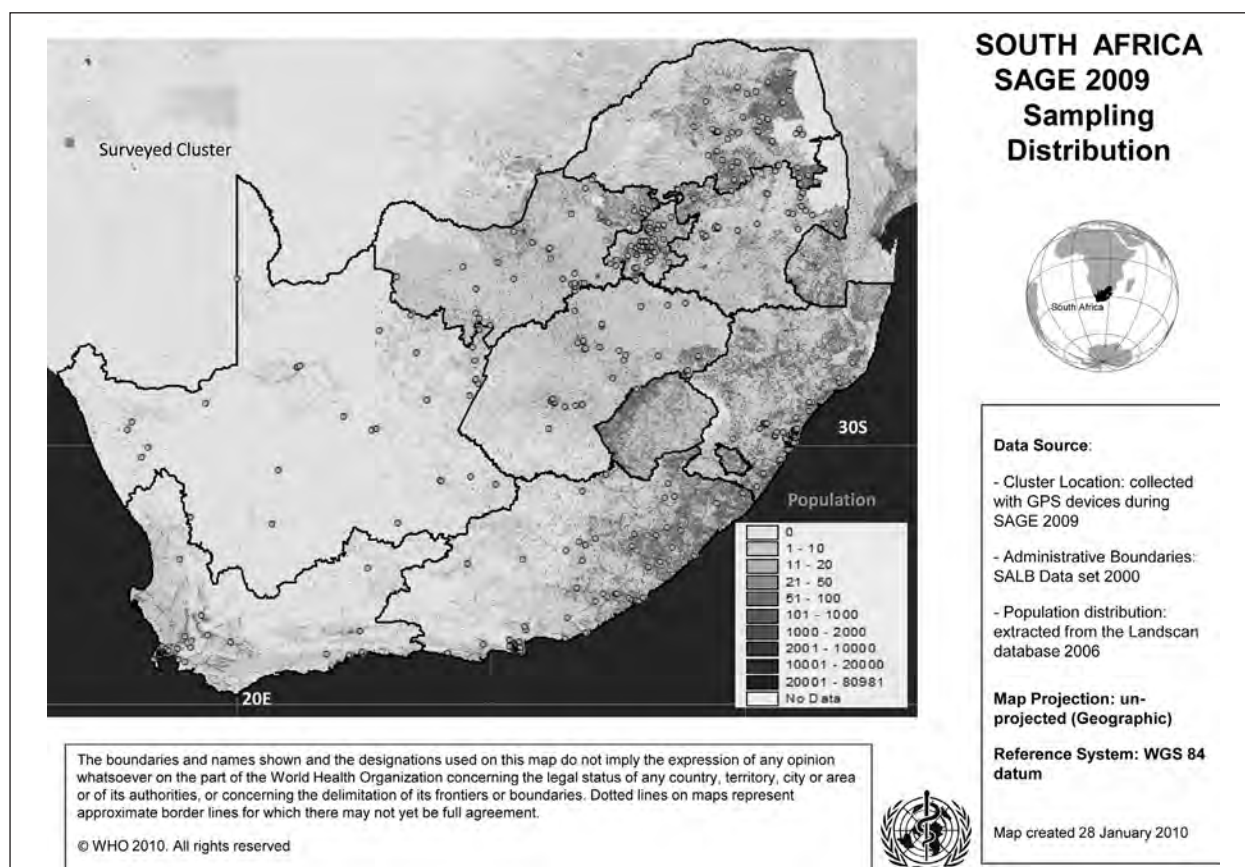 SOUTH AFRICA
SAGE 2009
Sampling
Distribution
Surveyed Cluster
South Africa
30S
20E
Population
0
1 - 10
11 - 20
21 - 50
51 - 100
101 - 1000
1000 - 2000
2001 - 10000
10001 - 20000
20001 - 80981
No Data
Data Source:
- Cluster Location: collected
with GPS devices during
SAGE 2009
- Administrative Boundaries:
SALB Data set 2000
- Population distribution:
extracted from the Landscan
database 2006
Map Projection: un-
projected (Geographic)
Reference System: WGS 84
datum
Map created 28 January 2010
The boundaries and names shown and the designations used on this map do not imply the expression of any opinion
whatsoever on the part of the World Health Organization concerning the legal status of any country, territory, city or area
or of its authorities, or concerning the delimitation of its frontiers or boundaries. Dotted lines on maps represent
approximate border lines for which there may not yet be full agreement.
© WHO 2010. All rights reserved